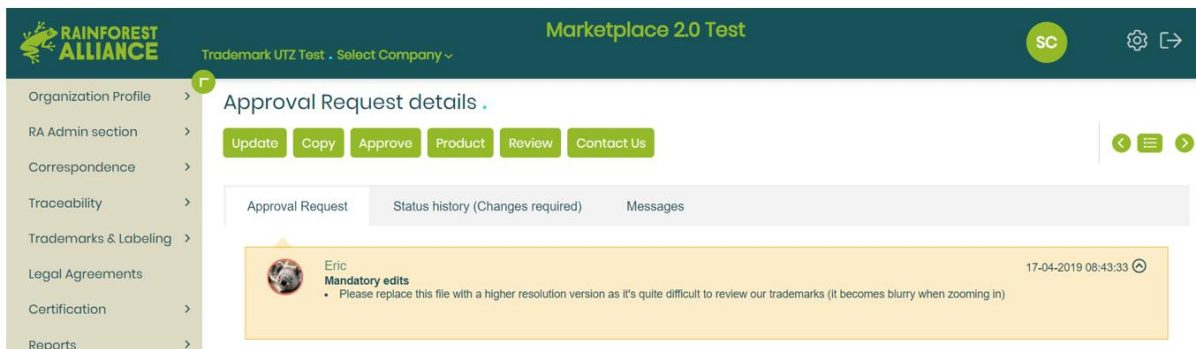 RAINFOREST
ALLIANCE
Marketplace 2.0 Test
Trademark UTZ Test . Select Company
SC
Organization Profile
RA Admin section
Correspondence
Traceability
Trademarks & Labeling
Legal Agreements
Certification
Reports
Approval Request details .
Update Copy Approve Product Review Contact Us
Approval Request Status history (Changes required) Messages
Eric 17-04-2019 08:43:33
Mandatory edits
• Please replace this file with a higher resolution version as it's quite difficult to review our trademarks (it becomes blurry when zooming in)